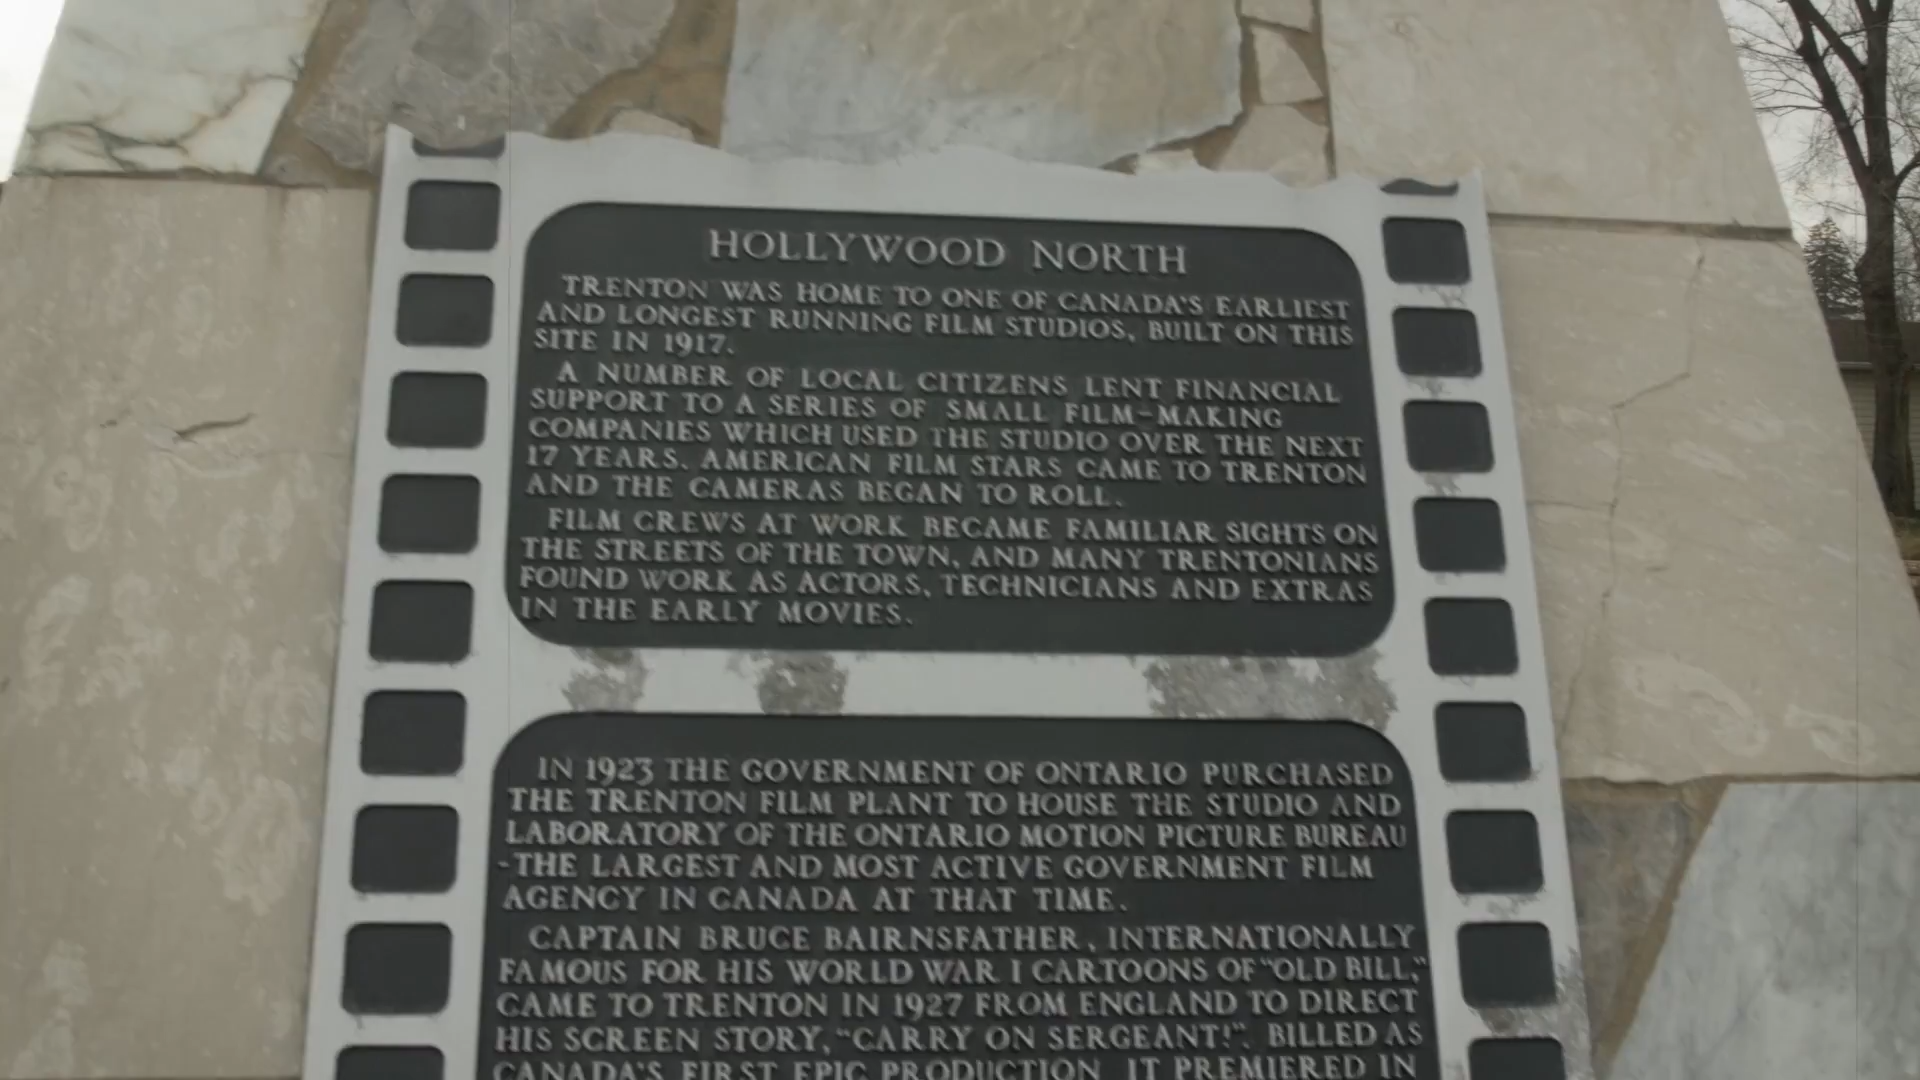 HOLLYWOOD NORTH
TRENTON WAS HOME TO ONE OF CANADA'S EARLIEST
AND LONGEST RUNNING FILM STUDIOS, BUILT ON THIS
SITE IN 1917.
A NUMBER OF LOCAL CITIZENS LENT FINANCIAL
SUPPORT TO A SERIES OF SMALL FILM-MAKING
COMPANIES WHICH USED THE STUDIO OVER THE NEXT
17 YEARS. AMERICAN FILM STARS CAME TO TRENTON
AND THE CAMERAS BEGAN TO ROLL.
FILM CREWS AT WORK BECAME FAMILIAR SIGHTS ON
THE STREETS OF THE TOWN, AND MANY TRENTONIANS
FOUND WORK AS ACTORS, TECHNICIANS AND EXTRAS
IN THE EARLY MOVIES.
IN 1923 THE GOVERNMENT OF ONTARIO PURCHASED
THE TRENTON FILM PLANT TO HOUSE THE STUDIO AND
LABORATORY OF THE ONTARIO MOTION PICTURE BUREAU
-THE LARGEST AND MOST ACTIVE GOVERNMENT FILM
AGENCY IN CANADA AT THAT TIME.
CAPTAIN BRUCE BAIRNSFATHER, INTERNATIONALLY
FAMOUS FOR HIS WORLD WAR I CARTOONS OF "OLD BILL,"
CAME TO TRENTON IN 1927 FROM ENGLAND TO DIRECT
HIS SCREEN STORY, "CARRY ON SERGEANT!". BILLED AS
CANADA'S FIRST EPIC PRODUCTION, IT PREMIERED IN